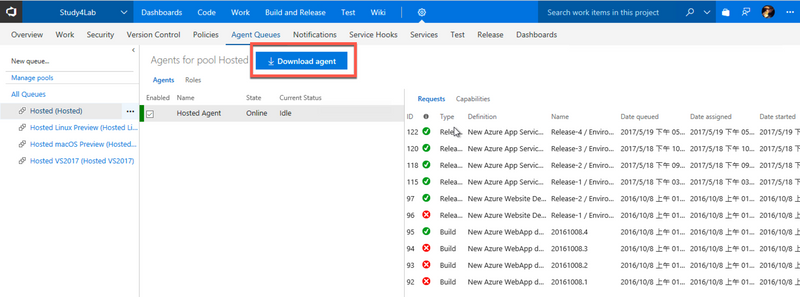 Study4Lab Dashboards Code Work Build and Release Test Wiki Search work items in this project
Overview Work Security Version Control Policies Agent Queues Notifications Service Hooks Services Test Release Dashboards
New queue...
Manage pools
All Queues
Hosted (Hosted) ...
Hosted Linux Preview (Hosted Li...
Hosted macOS Preview (Hosted...
Hosted VS2017 (Hosted VS2017)
Agents for pool Hosted Download agent
Agents Roles
Enabled Name State Current Status
Hosted Agent Online Idle
Requests Capabilities
ID Type Definition Name Date queued Date assigned Date started
122 Relea... New Azure App Servic... Release-4 / Enviro... 2017/5/19 下午 05... 2017/5/19 下午 05... 2017/5/19 下午 0
120 Relea... New Azure App Servic... Release-3 / Enviro... 2017/5/18 下午 10... 2017/5/18 下午 10... 2017/5/18 下午 1
118 Relea... New Azure App Servic... Release-2 / Enviro... 2017/5/18 下午 09... 2017/5/18 下午 09... 2017/5/18 下午 0
115 Relea... New Azure App Servic... Release-1 / Enviro... 2017/5/18 下午 03... 2017/5/18 下午 03... 2017/5/18 下午 0
97 Relea... New Azure Website De... Release-2 / Enviro... 2016/10/8 上午 01... 2016/10/8 上午 01... 2016/10/8 上午
96 Relea... New Azure Website De... Release-1 / Enviro... 2016/10/8 上午 01... 2016/10/8 上午 01... 2016/10/8 上午
95 Build New Azure WebApp d... 20161008.4 2016/10/8 上午 01... 2016/10/8 上午 01... 2016/10/8 上午
94 Build New Azure WebApp d... 20161008.3 2016/10/8 上午 01... 2016/10/8 上午 01... 2016/10/8 上午
93 Build New Azure WebApp d... 20161008.2 2016/10/8 上午 01... 2016/10/8 上午 01... 2016/10/8 上午
92 Build New Azure WebApp d... 20161008.1 2016/10/8 上午 01... 2016/10/8 上午 01... 2016/10/8 上午